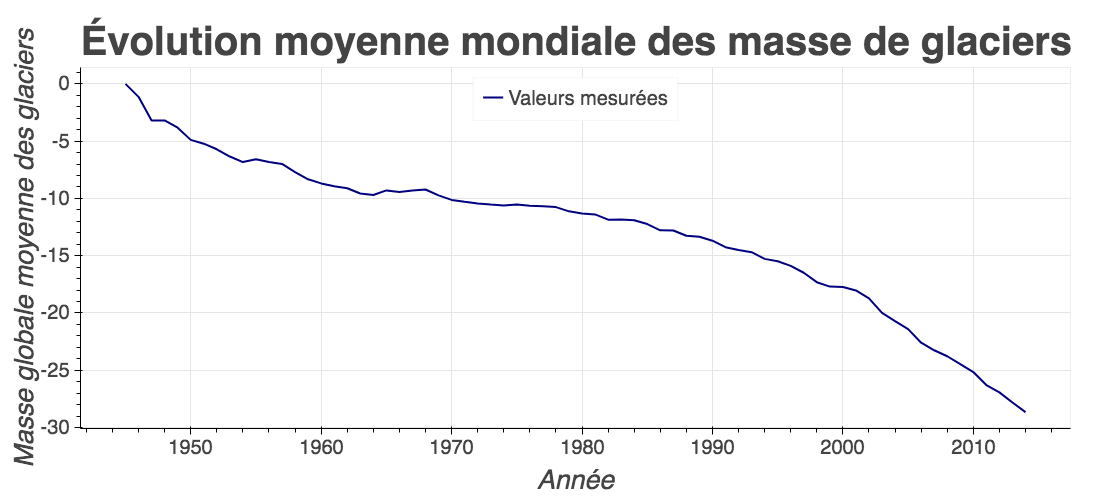 Évolution moyenne mondiale des masse de glaciers
Masse globale moyenne des glaciers
Valeurs mesurées
0
-5
-10
-15
-20
-25
-30
1950 1960 1970 1980 1990 2000 2010
Année